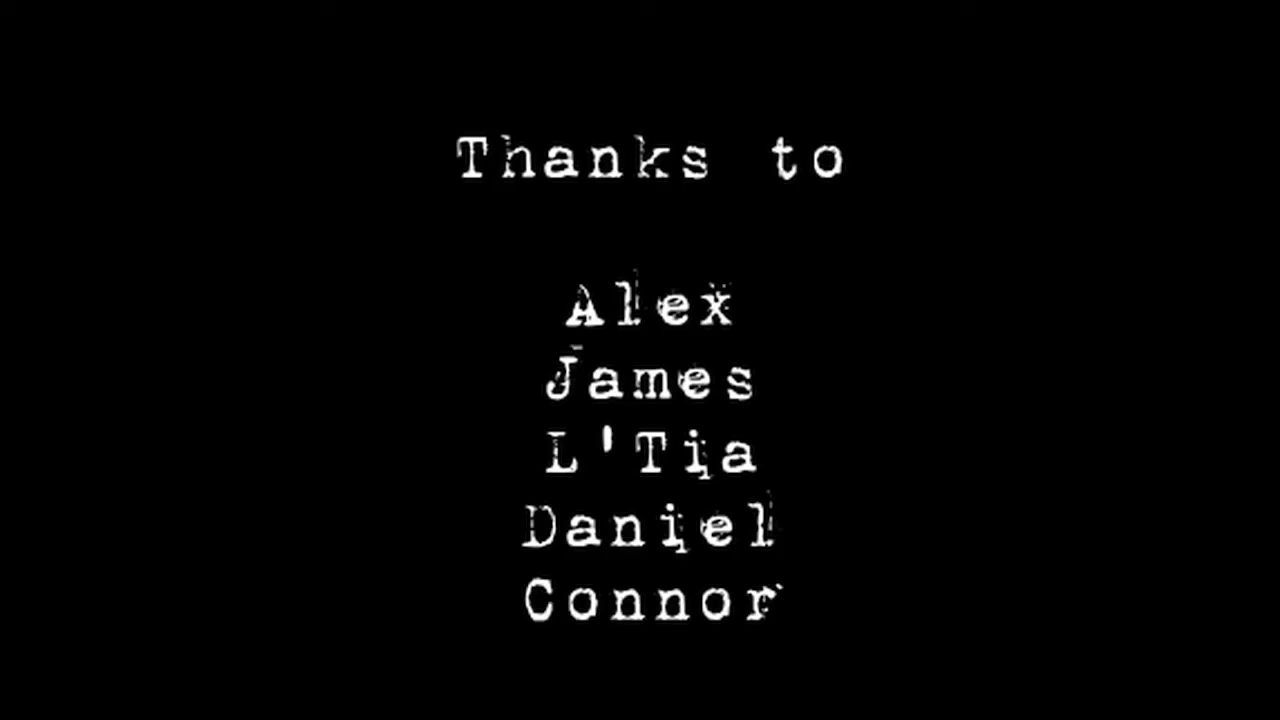 Thanks to
Alex
James
L'Tia
Daniel
Connor